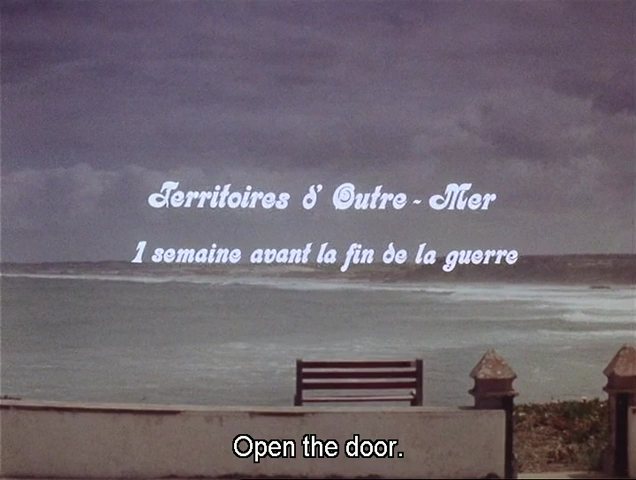 Territoires d' Outre-Mer
1 semaine avant la fin de la guerre
Open the door.